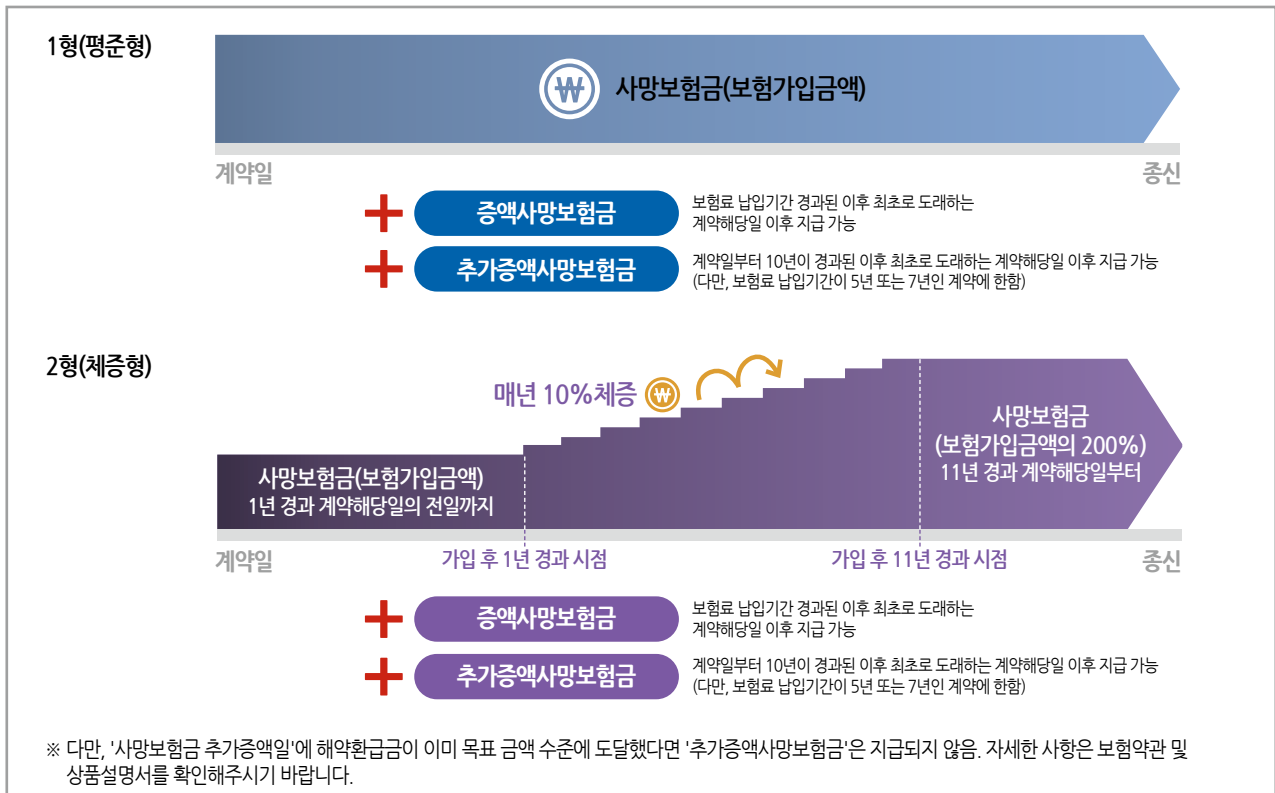 1형(평준형)
₩ 사망보험금(보험가입금액)
계약일 종신
증액사망보험금
보험료 납입기간 경과된 이후 최초로 도래하는
계약해당일 이후 지급 가능
추가증액사망보험금
계약일부터 10년이 경과된 이후 최초로 도래하는 계약해당일 이후 지급 가능
(다만, 보험료 납입기간이 5년 또는 7년인 계약에 한함)
2형(체증형)
매년 10%체증 ₩
사망보험금(보험가입금액)
1년 경과 계약해당일의 전일까지
사망보험금
(보험가입금액의 200%)
11년 경과 계약해당일부터
계약일 가입 후 1년 경과 시점 가입 후 11년 경과 시점 종신
증액사망보험금
보험료 납입기간 경과된 이후 최초로 도래하는
계약해당일 이후 지급 가능
추가증액사망보험금
계약일부터 10년이 경과된 이후 최초로 도래하는 계약해당일 이후 지급 가능
(다만, 보험료 납입기간이 5년 또는 7년인 계약에 한함)
※ 다만, '사망보험금 추가증액일'에 해약환급금이 이미 목표 금액 수준에 도달했다면 '추가증액사망보험금'은 지급되지 않음. 자세한 사항은 보험약관 및
상품설명서를 확인해주시기 바랍니다.